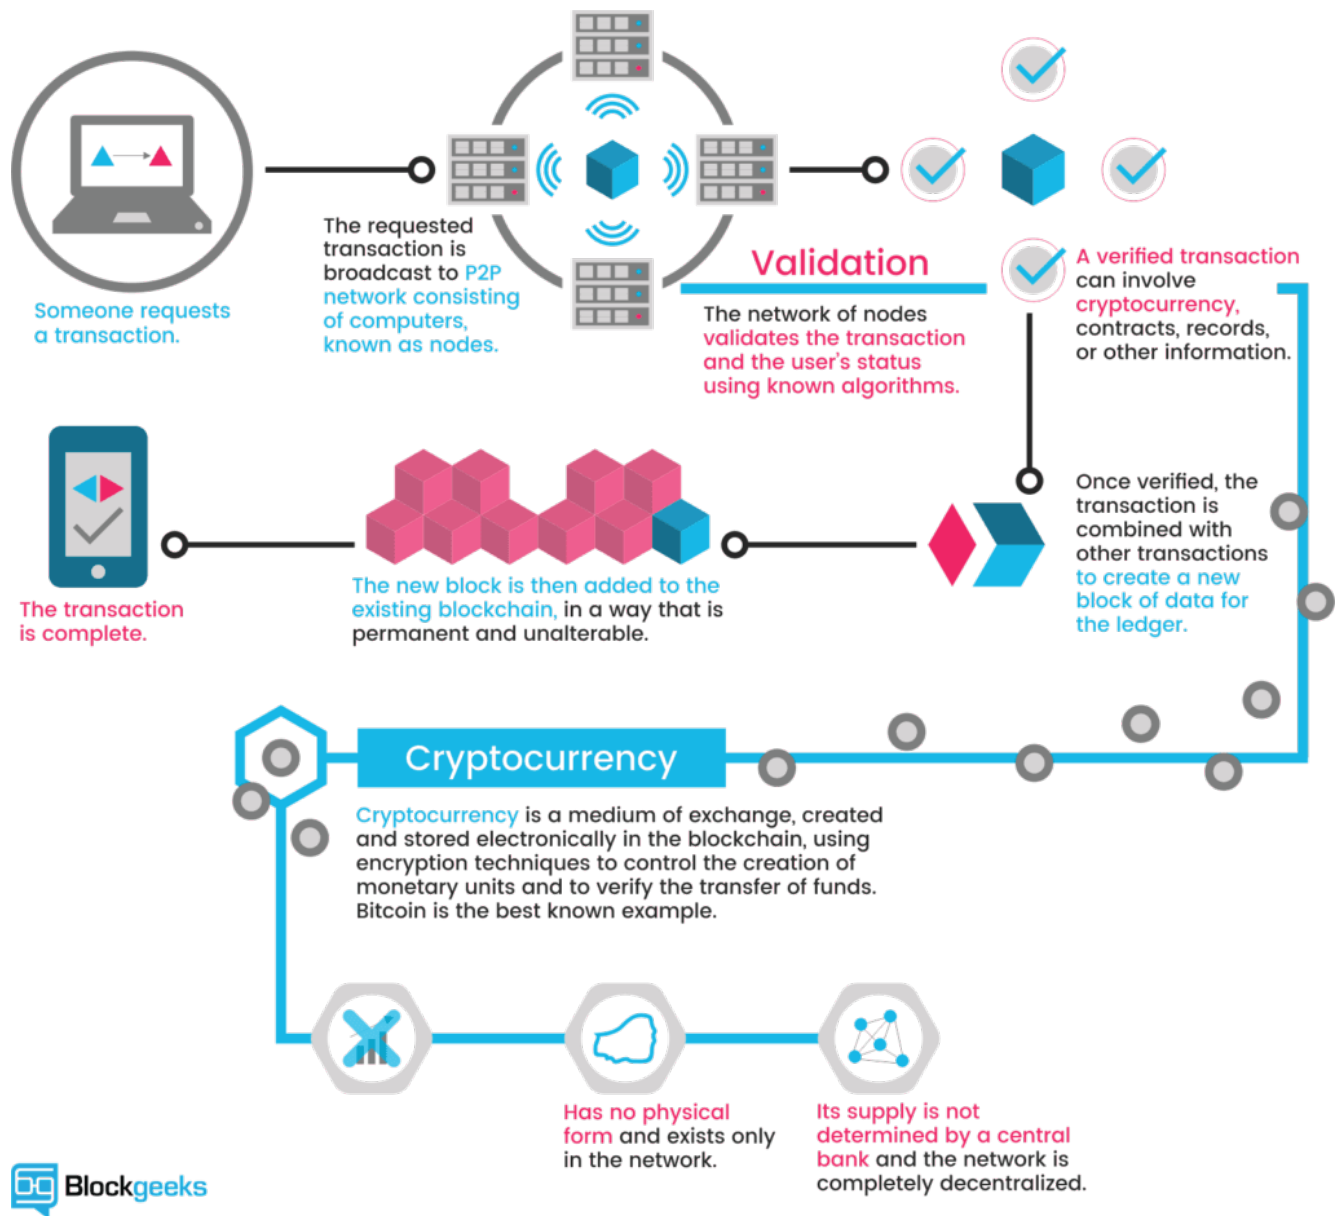 Someone requests
a transaction.
The requested
transaction is
broadcast to P2P
network consisting
of computers,
known as nodes.
Validation
The network of nodes
validates the transaction
and the user's status
using known algorithms.
A verified transaction
can involve
cryptocurrency,
contracts, records,
or other information.
Once verified, the
transaction is
combined with
other transactions
to create a new
block of data for
the ledger.
The new block is then added to the
existing blockchain, in a way that is
permanent and unalterable.
The transaction
is complete.
Cryptocurrency
Cryptocurrency is a medium of exchange, created
and stored electronically in the blockchain, using
encryption techniques to control the creation of
monetary units and to verify the transfer of funds.
Bitcoin is the best known example.
Has no physical
form and exists only
in the network.
Its supply is not
determined by a central
bank and the network is
completely decentralized.
Blockgeeks